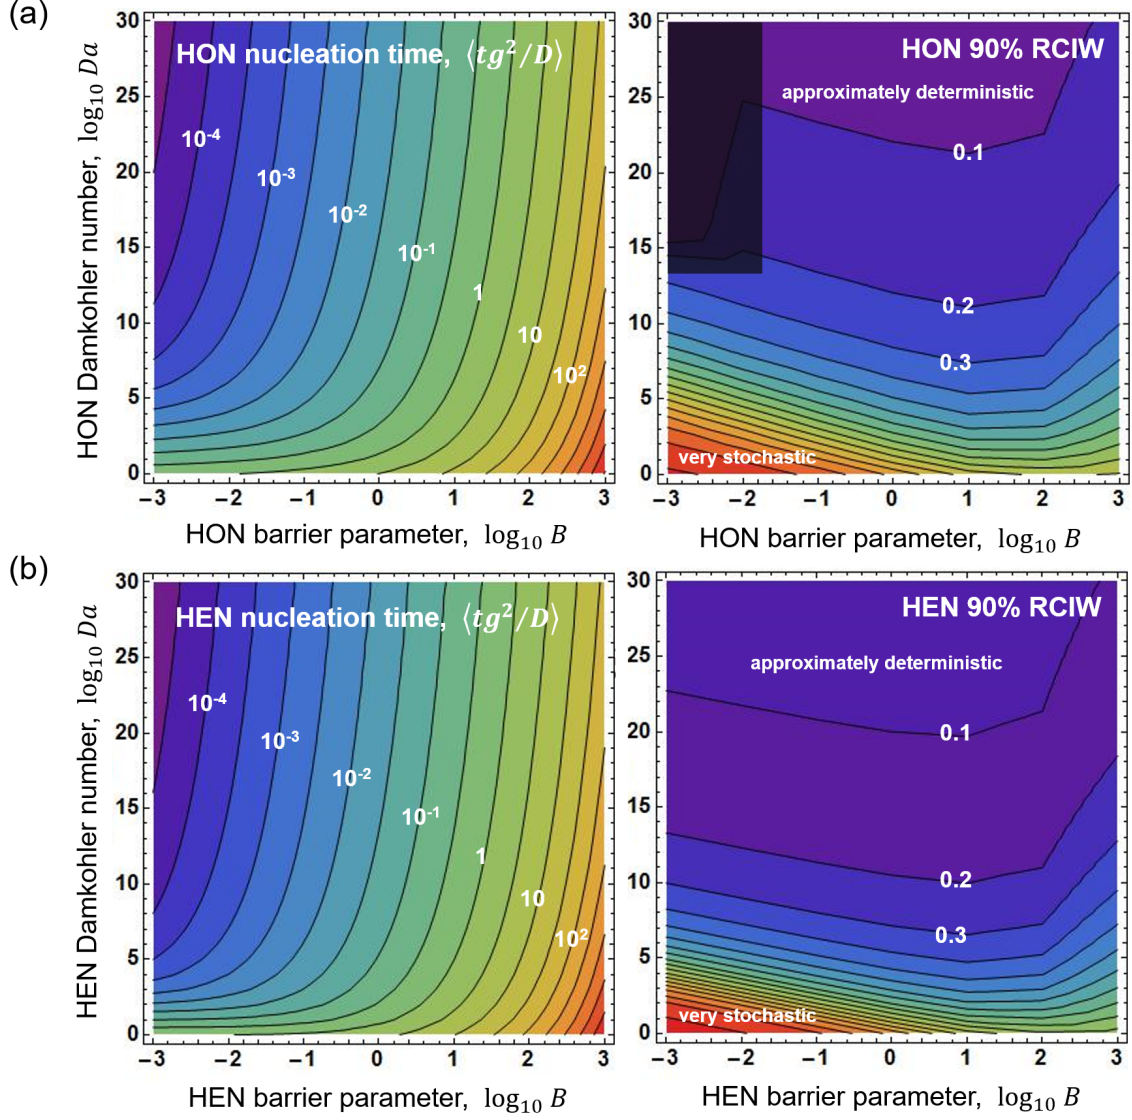 (a)
HON nucleation time, ⟨tg²/D⟩
HON Damkohler number, log₁₀ Da
30
25
20
15
10
5
0
10⁻⁴
10⁻³
10⁻²
10⁻¹
1
10
10²
−3 −2 −1 0 1 2 3
HON barrier parameter, log₁₀ B
HON 90% RCIW
approximately deterministic
30
25
20
15
10
5
0
0.1
0.2
0.3
very stochastic
−3 −2 −1 0 1 2 3
HON barrier parameter, log₁₀ B
(b)
HEN nucleation time, ⟨tg²/D⟩
HEN Damkohler number, log₁₀ Da
30
25
20
15
10
5
0
10⁻⁴
10⁻³
10⁻²
10⁻¹
1
10
10²
−3 −2 −1 0 1 2 3
HEN barrier parameter, log₁₀ B
HEN 90% RCIW
approximately deterministic
30
25
20
15
10
5
0
0.1
0.2
0.3
very stochastic
−3 −2 −1 0 1 2 3
HEN barrier parameter, log₁₀ B